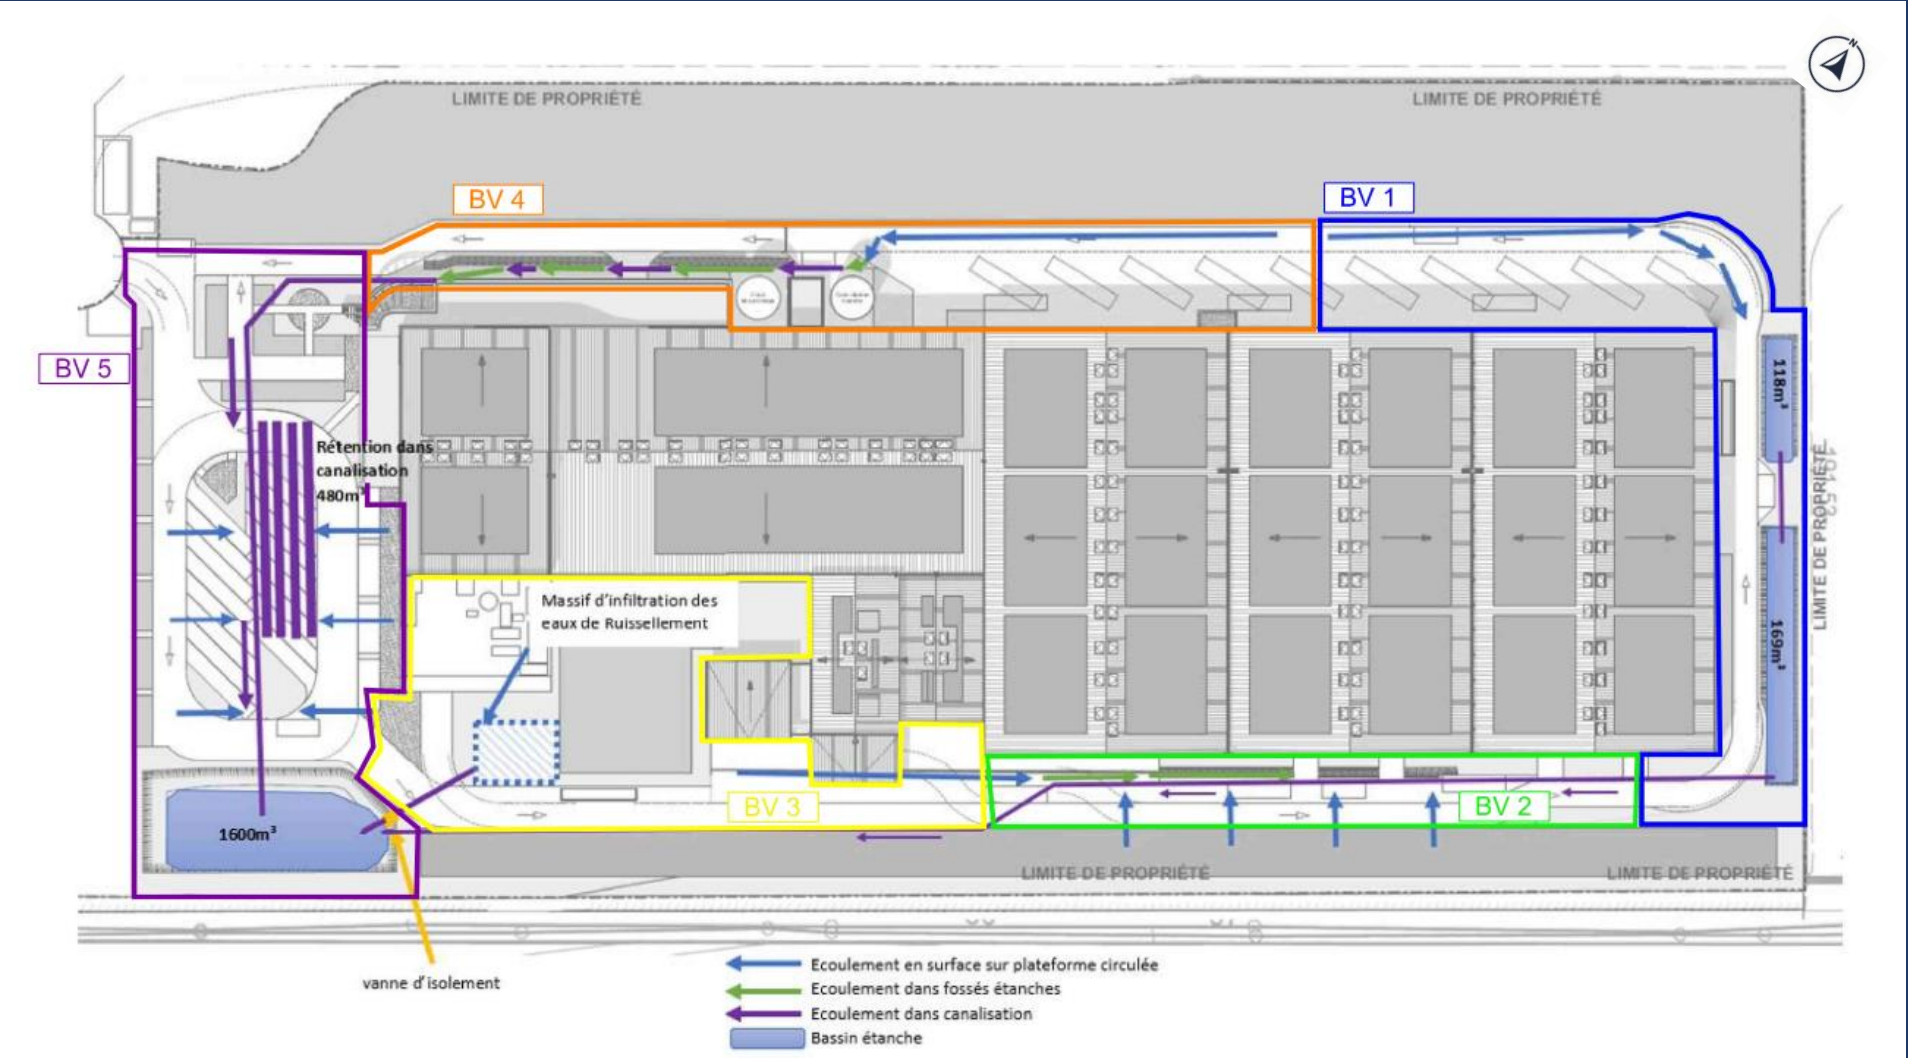 N
LIMITE DE PROPRIÉTÉ
LIMITE DE PROPRIÉTÉ
BV 4
BV 1
BV 5
118m³
Rétention dans
canalisation
480m³
LIMITE DE PROPRIÉTÉ
Massif d'infiltration des
eaux de Ruissellement
169m³
BV 3
BV 2
1600m³
LIMITE DE PROPRIÉTÉ
LIMITE DE PROPRIÉTÉ
vanne d'isolement
Ecoulement en surface sur plateforme circulée
Ecoulement dans fossés étanches
Ecoulement dans canalisation
Bassin étanche